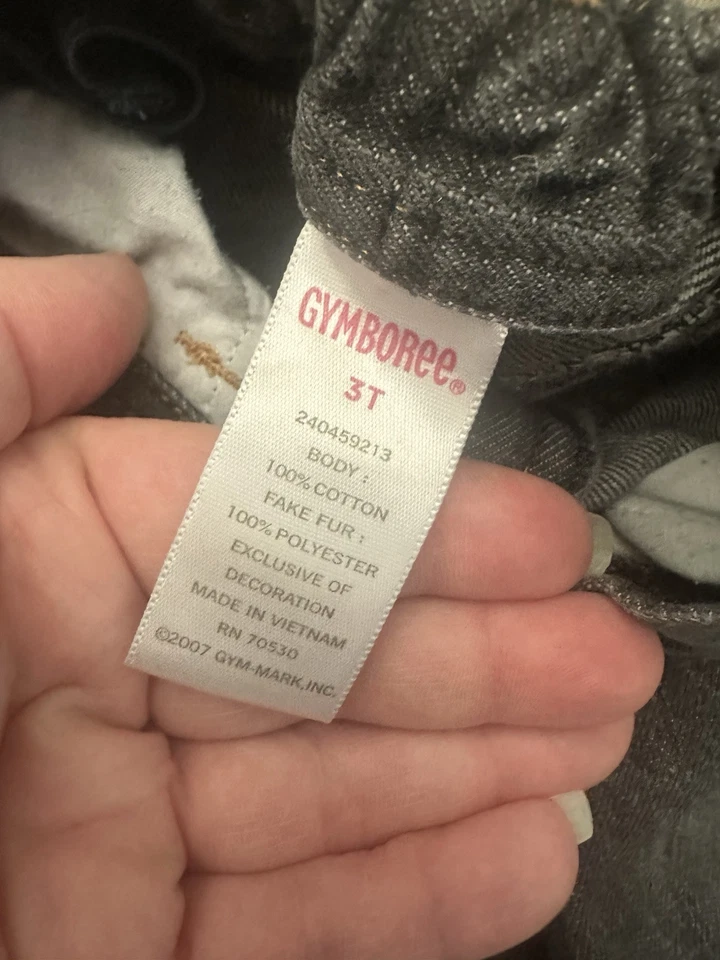 GYMBOREE®
3T
240459213
BODY :
100% COTTON
FAKE FUR :
100% POLYESTER
EXCLUSIVE OF
DECORATION
MADE IN VIETNAM
RN 70530
©2007 GYM-MARK,INC.